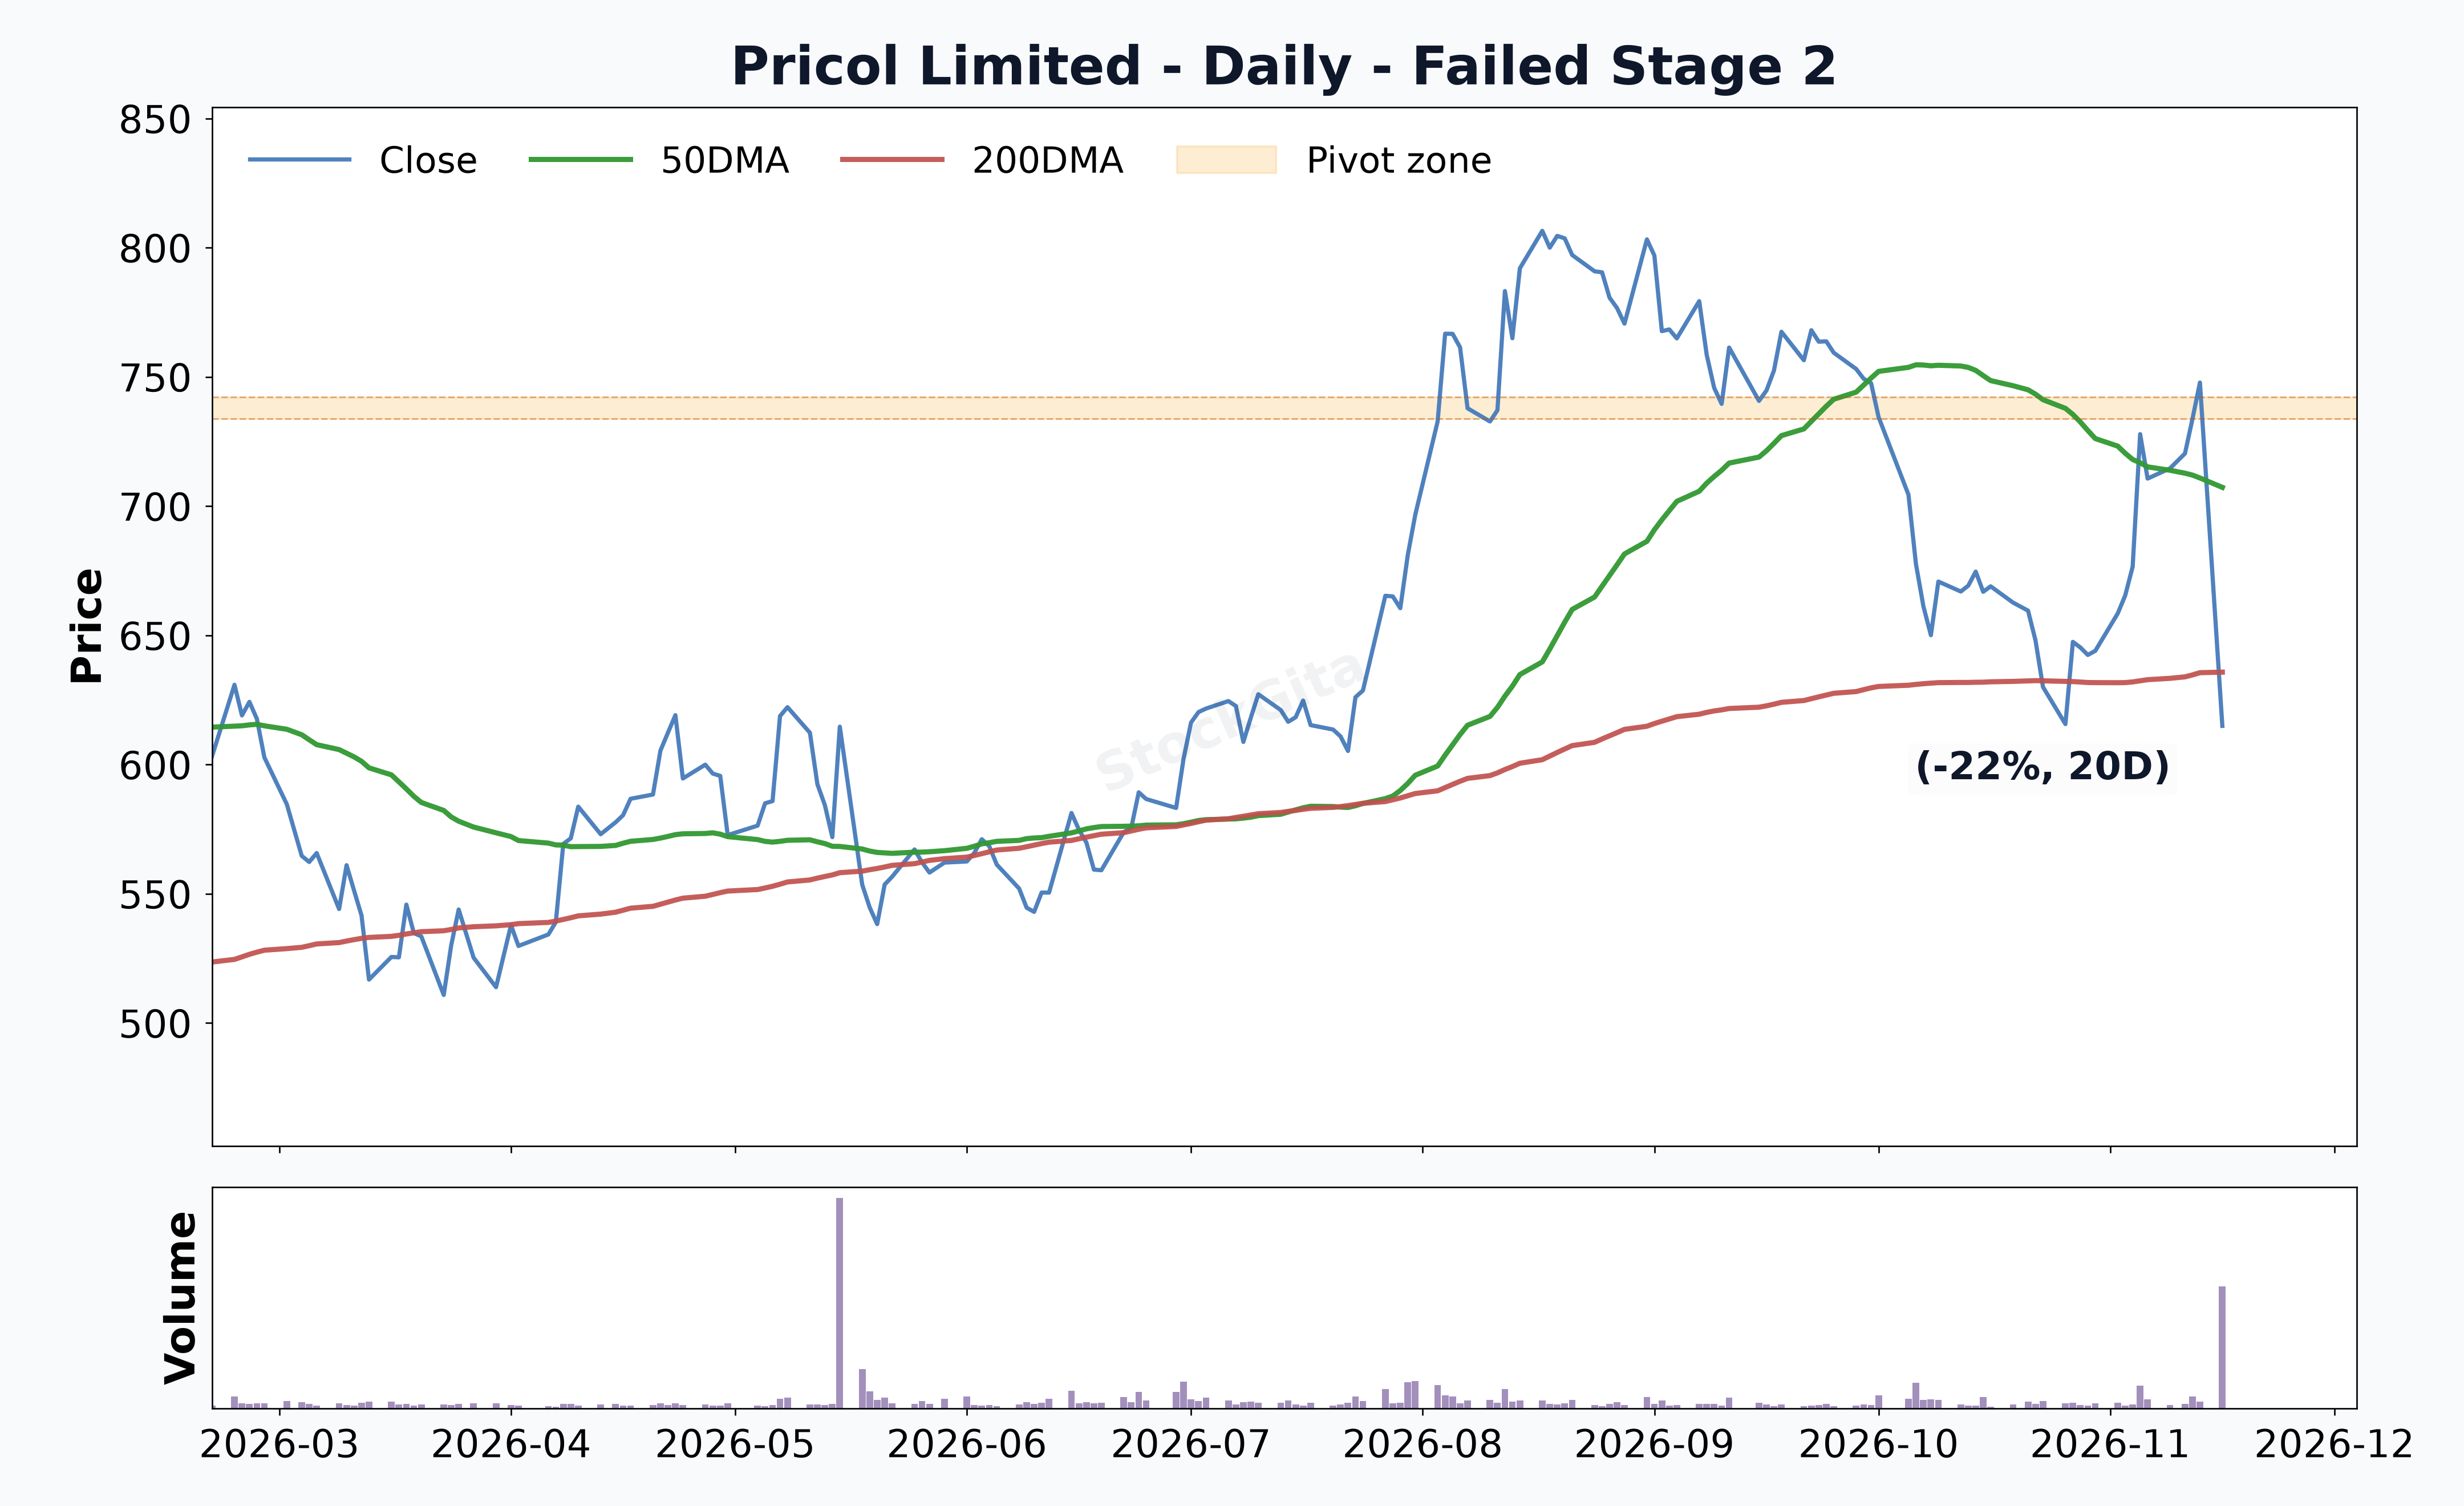 Pricol Limited - Daily - Failed Stage 2
Close 50DMA 200DMA Pivot zone
850
800
750
700
650
600
550
500
Price
StockGita
(-22%, 20D)
Volume
2026-03 2026-04 2026-05 2026-06 2026-07 2026-08 2026-09 2026-10 2026-11 2026-12